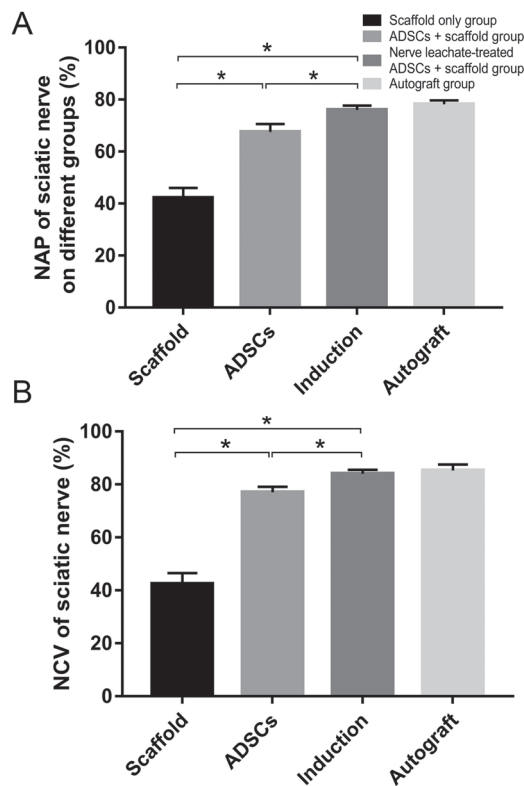 A
Scaffold only group
ADSCs + scaffold group
Nerve leachate-treated
ADSCs + scaffold group
Autograft group
NAP of sciatic nerve
on different groups (%)
100
80
60
40
20
0
*
*
*
Scaffold
ADSCs
Induction
Autograft
B
NCV of sciatic nerve (%)
100
80
60
40
20
0
*
*
*
Scaffold
ADSCs
Induction
Autograft